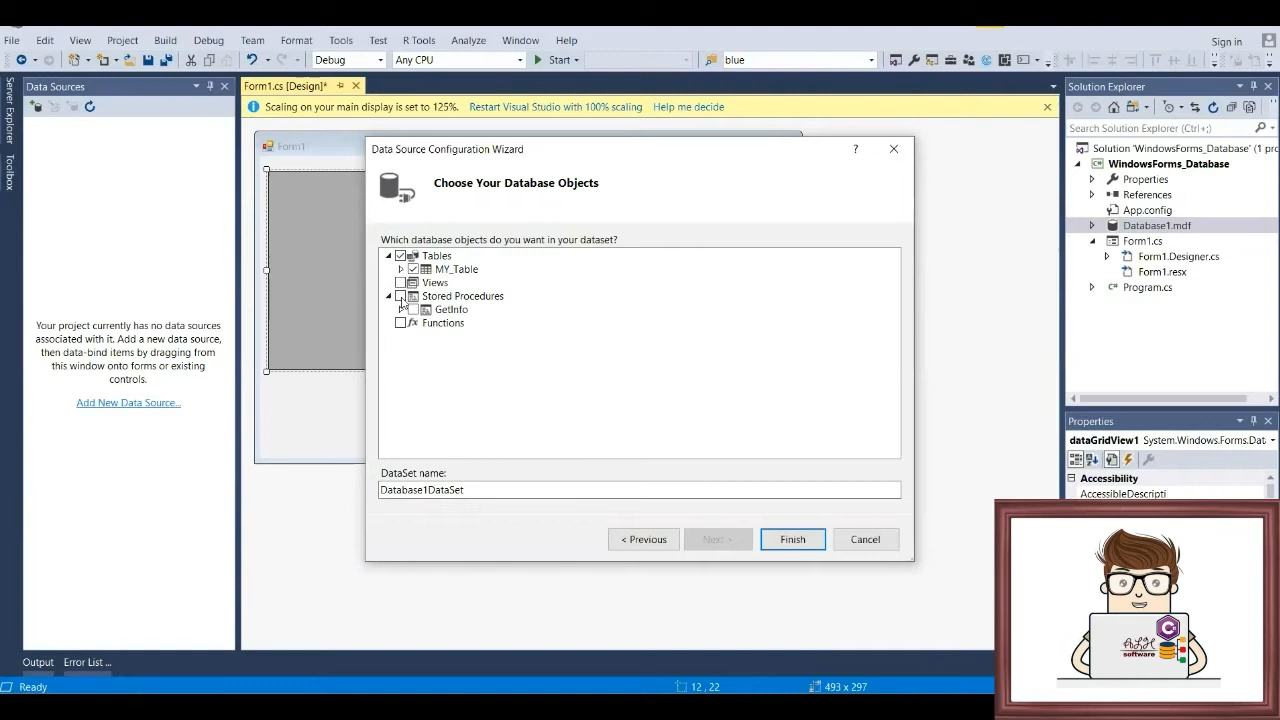 File Edit View Project Build Debug Team Format Tools Test R Tools Analyze Window Help
Sign in
Debug Any CPU Start blue
Server Explorer
Toolbox
Data Sources
Form1.cs [Design]*
Solution Explorer
Scaling on your main display is set to 125%. Restart Visual Studio with 100% scaling Help me decide
Search Solution Explorer (Ctrl+;)
Form1
Data Source Configuration Wizard
Choose Your Database Objects
Which database objects do you want in your dataset?
Tables
MY_Table
Views
Stored Procedures
GetInfo
fx Functions
DataSet name:
Database1DataSet
< Previous Next > Finish Cancel
Your project currently has no data sources
associated with it. Add a new data source,
then data-bind items by dragging from
this window onto forms or existing
controls.
Add New Data Source...
Solution 'WindowsForms_Database' (1 pro
WindowsForms_Database
Properties
References
App.config
Database1.mdf
Form1.cs
Form1.Designer.cs
Form1.resx
Program.cs
Properties
dataGridView1 System.Windows.Forms.Dat
Accessibility
AccessibleDescripti
ALH
software
Output Error List ...
Ready
12 , 22
493 x 297